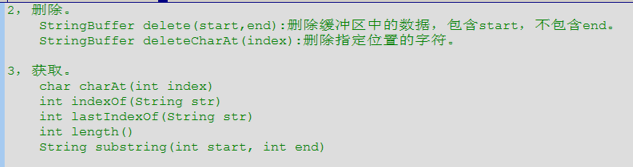 2，删除。
StringBuffer delete(start,end):删除缓冲区中的数据，包含start，不包含end。
StringBuffer deleteCharAt(index):删除指定位置的字符。
3，获取。
char charAt(int index)
int indexOf(String str)
int lastIndexOf(String str)
int length()
String substring(int start, int end)